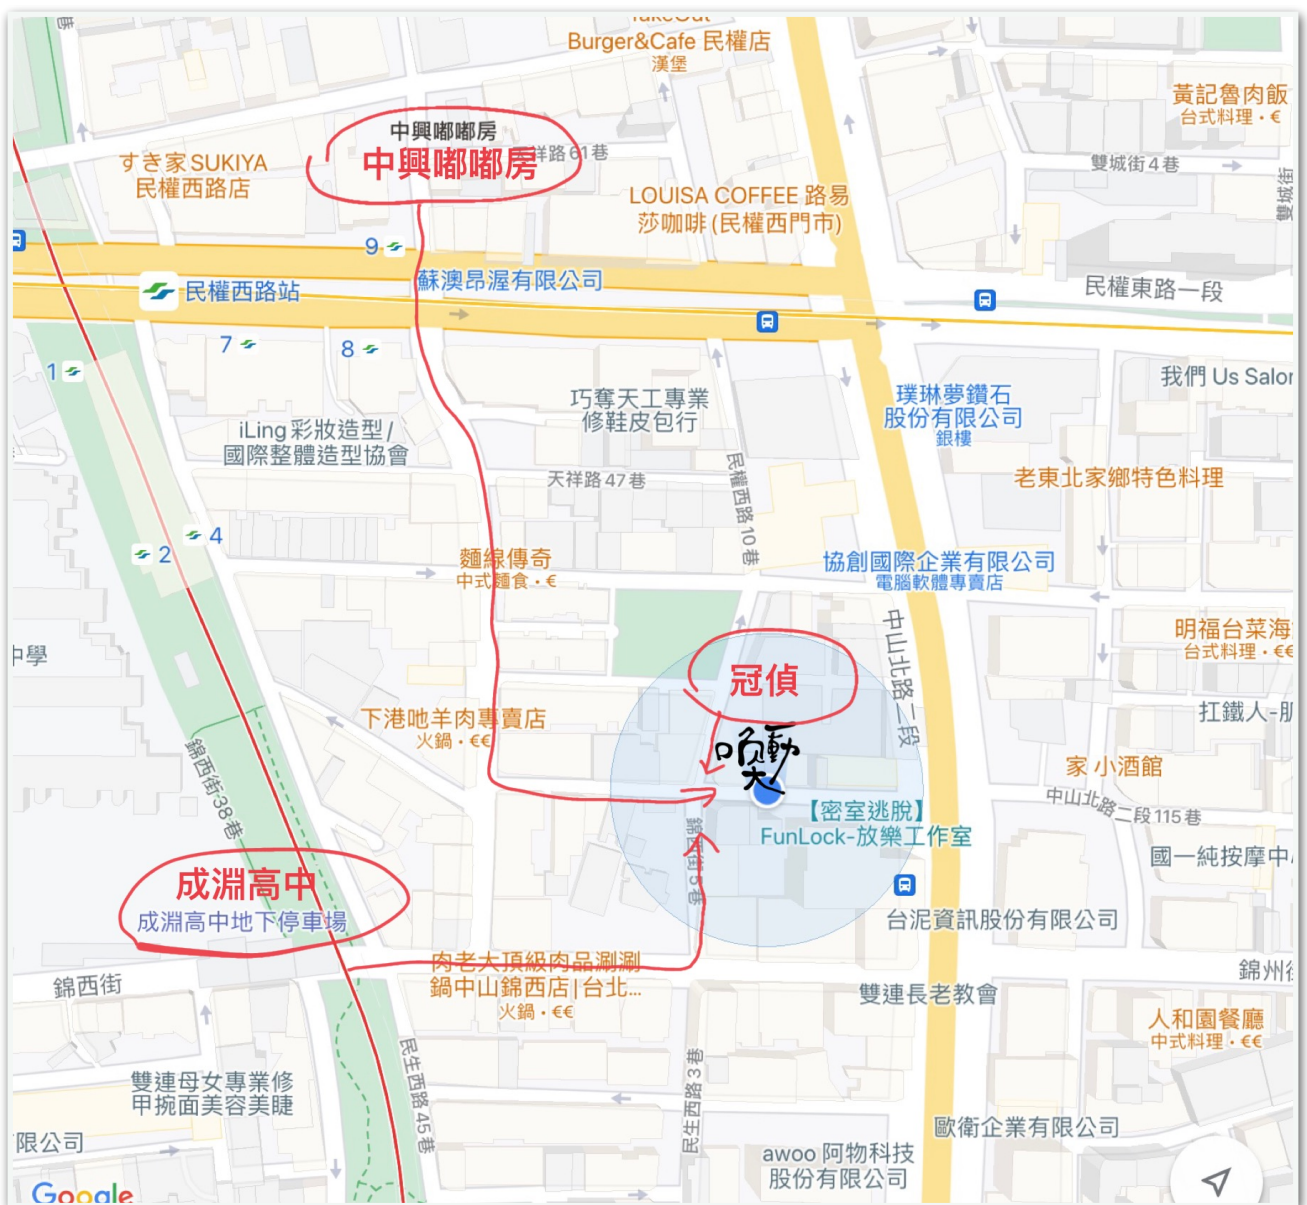 TakeOut
Burger&Cafe 民權店
漢堡
巷
黃記魯肉飯
台式料理・€
中興嘟嘟房
中興嘟嘟房
天祥路61巷
すき家 SUKIYA
民權西路店
雙城街4巷
雙城街
LOUISA COFFEE 路易
莎咖啡 (民權西門市)
9
蘇澳昂渥有限公司
民權西路站
民權東路一段
7
8
1
我們 Us Salon
巧奪天工專業
修鞋皮包行
璞琳夢鑽石
股份有限公司
銀樓
iLing 彩妝造型/
國際整體造型協會
天祥路47巷
民權西路10巷
老東北家鄉特色料理
4
2
麵線傳奇
中式麵食・€
協創國際企業有限公司
電腦軟體專賣店
中山北路二段
明福台菜海
台式料理・€€
中學
冠偵
下港吔羊肉專賣店
火鍋・€€
扛鐵人-肌
喚動
錦西街38巷
家 小酒館
中山北路二段115巷
【密室逃脫】
FunLock-放樂工作室
錦西街5巷
國一純按摩中
成淵高中
成淵高中地下停車場
台泥資訊股份有限公司
肉老大頂級肉品涮涮
鍋中山錦西店|台北...
火鍋・€€
錦西街
錦州街
雙連長老教會
人和園餐廳
中式料理・€€
民生西路45巷
民生西路3巷
雙連母女專業修
甲捥面美容美睫
有限公司
歐衛企業有限公司
awoo 阿物科技
股份有限公司
Google